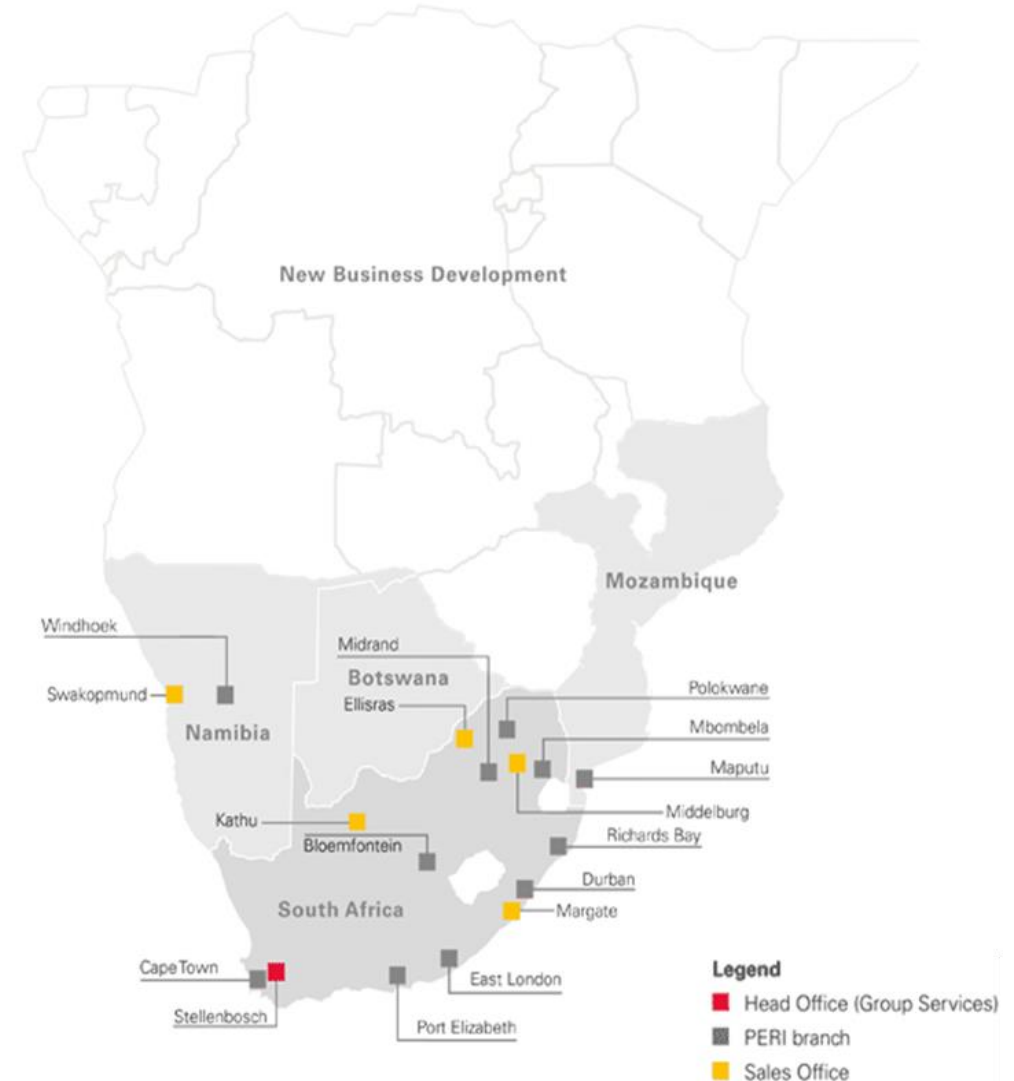 New Business Development
Mozambique
Windhoek
Midrand
Botswana
Polokwane
Swakopmund
Ellisras
Namibia
Mbombela
Maputu
Middelburg
Kathu
Richards Bay
Bloemfontein
Durban
South Africa
Margate
Cape Town
East London
Stellenbosch
Port Elizabeth
Legend
Head Office (Group Services)
PERI branch
Sales Office